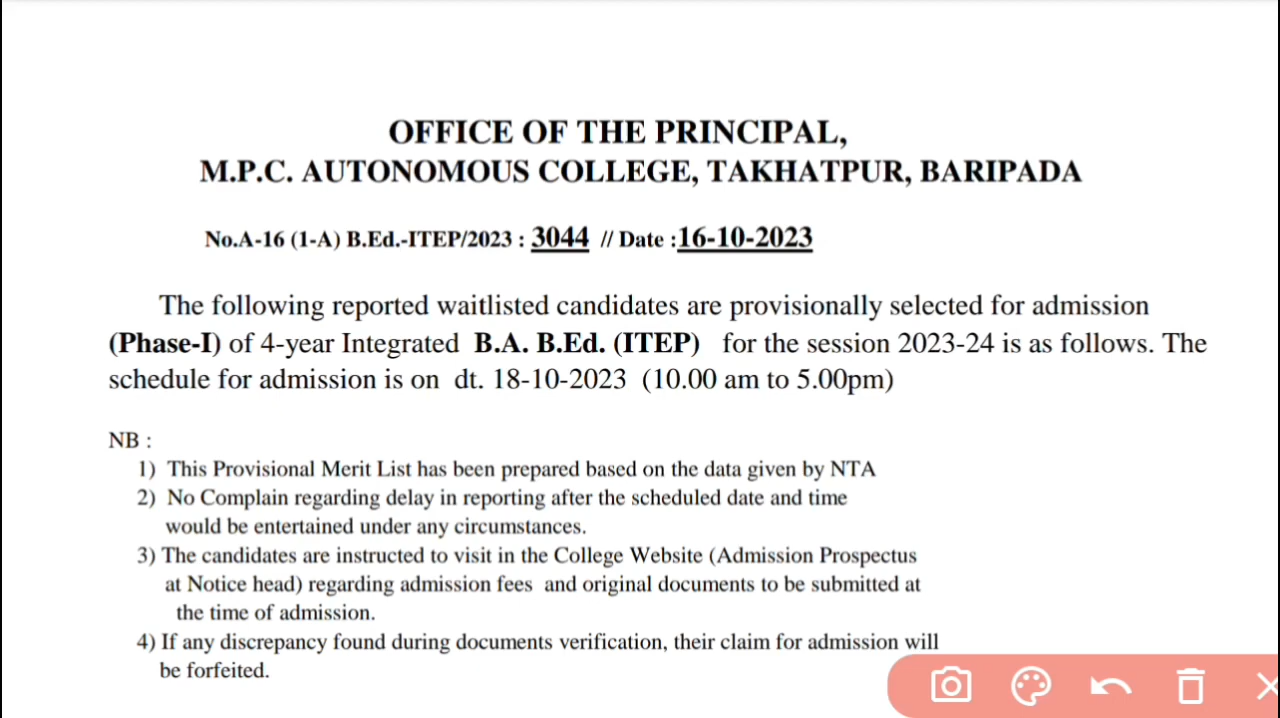 OFFICE OF THE PRINCIPAL,
M.P.C. AUTONOMOUS COLLEGE, TAKHATPUR, BARIPADA
No.A-16 (1-A) B.Ed.-ITEP/2023 : 3044 // Date :16-10-2023
The following reported waitlisted candidates are provisionally selected for admission
(Phase-I) of 4-year Integrated B.A. B.Ed. (ITEP) for the session 2023-24 is as follows. The
schedule for admission is on dt. 18-10-2023 (10.00 am to 5.00pm)
NB :
1) This Provisional Merit List has been prepared based on the data given by NTA
2) No Complain regarding delay in reporting after the scheduled date and time
would be entertained under any circumstances.
3) The candidates are instructed to visit in the College Website (Admission Prospectus
at Notice head) regarding admission fees and original documents to be submitted at
the time of admission.
4) If any discrepancy found during documents verification, their claim for admission will
be forfeited.